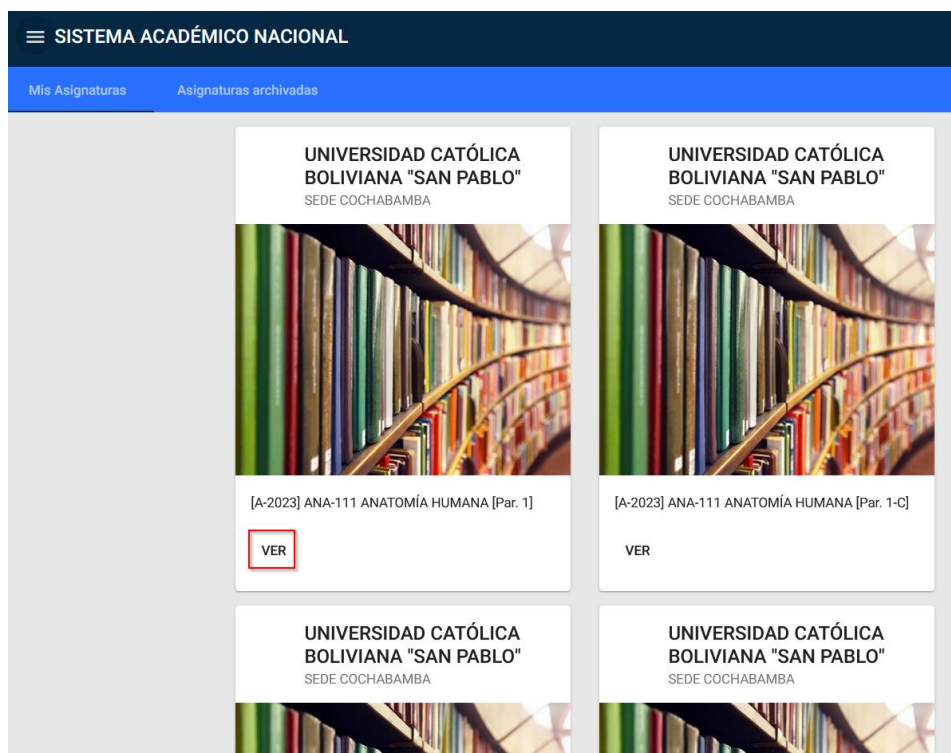 SISTEMA ACADÉMICO NACIONAL
Mis Asignaturas
Asignaturas archivadas
UNIVERSIDAD CATÓLICA
BOLIVIANA "SAN PABLO"
SEDE COCHABAMBA
[A-2023] ANA-111 ANATOMÍA HUMANA [Par. 1]
VER
UNIVERSIDAD CATÓLICA
BOLIVIANA "SAN PABLO"
SEDE COCHABAMBA
[A-2023] ANA-111 ANATOMÍA HUMANA [Par. 1-C]
VER
UNIVERSIDAD CATÓLICA
BOLIVIANA "SAN PABLO"
SEDE COCHABAMBA
UNIVERSIDAD CATÓLICA
BOLIVIANA "SAN PABLO"
SEDE COCHABAMBA